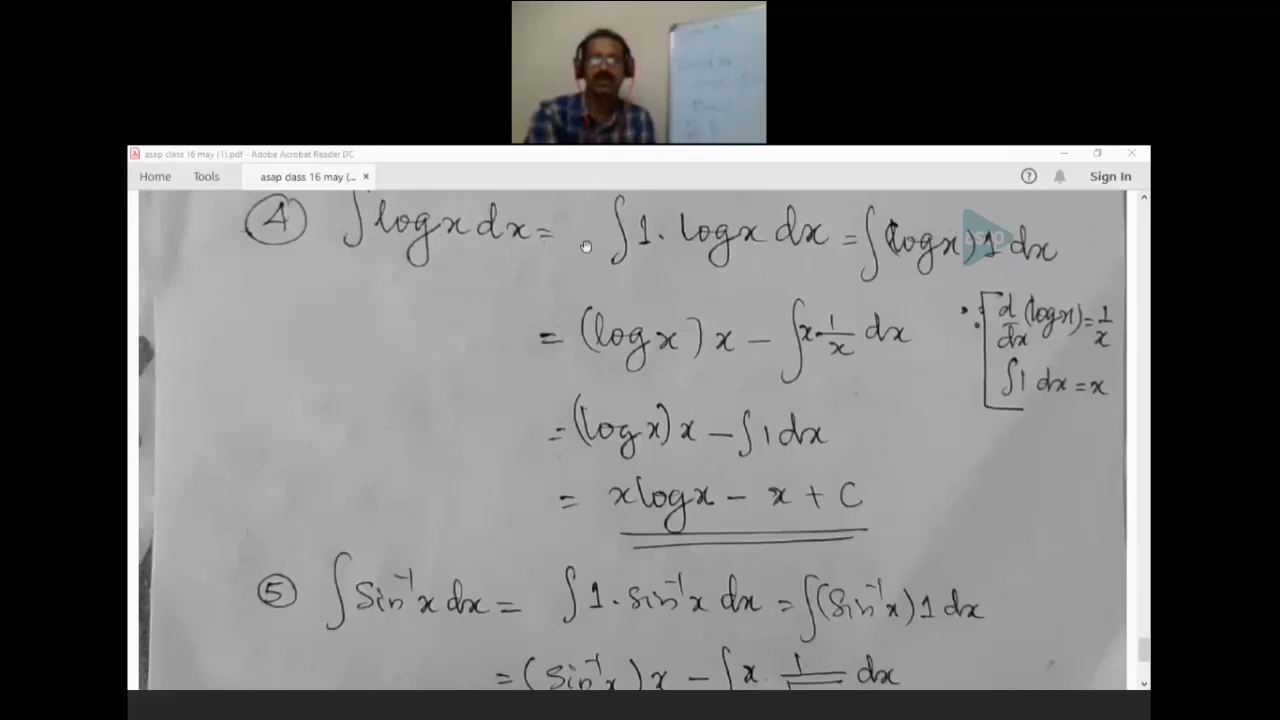 asap class 16 may (1).pdf - Adobe Acrobat Reader DC
Home Tools asap class 16 may (... × Sign In
④ ∫ log x dx = ∫ 1. log x dx = ∫ (log x) 1 dx
= (log x) x - ∫ x · 1/x dx
∵ [ d/dx (log x) = 1/x
∫ 1 dx = x
= (log x) x - ∫ 1 dx
= x log x - x + C
⑤ ∫ Sin⁻¹x dx = ∫ 1. sin⁻¹x dx = ∫ (Sin⁻¹x) 1 dx
= (Sin⁻¹x) x - ∫ x. 1 dx
asap